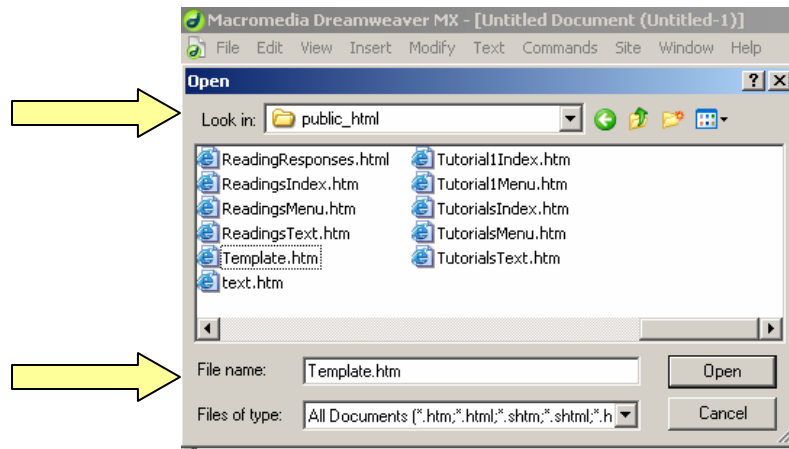 Macromedia Dreamweaver MX - [Untitled Document (Untitled-1)]
File Edit View Insert Modify Text Commands Site Window Help
Open
Look in: public_html
ReadingResponses.html Tutorial1Index.htm
ReadingsIndex.htm Tutorial1Menu.htm
ReadingsMenu.htm TutorialsIndex.htm
ReadingsText.htm TutorialsMenu.htm
Template.htm TutorialsText.htm
text.htm
File name: Template.htm Open
Files of type: All Documents (*.htm;*.html;*.shtm;*.shtml;*.h Cancel